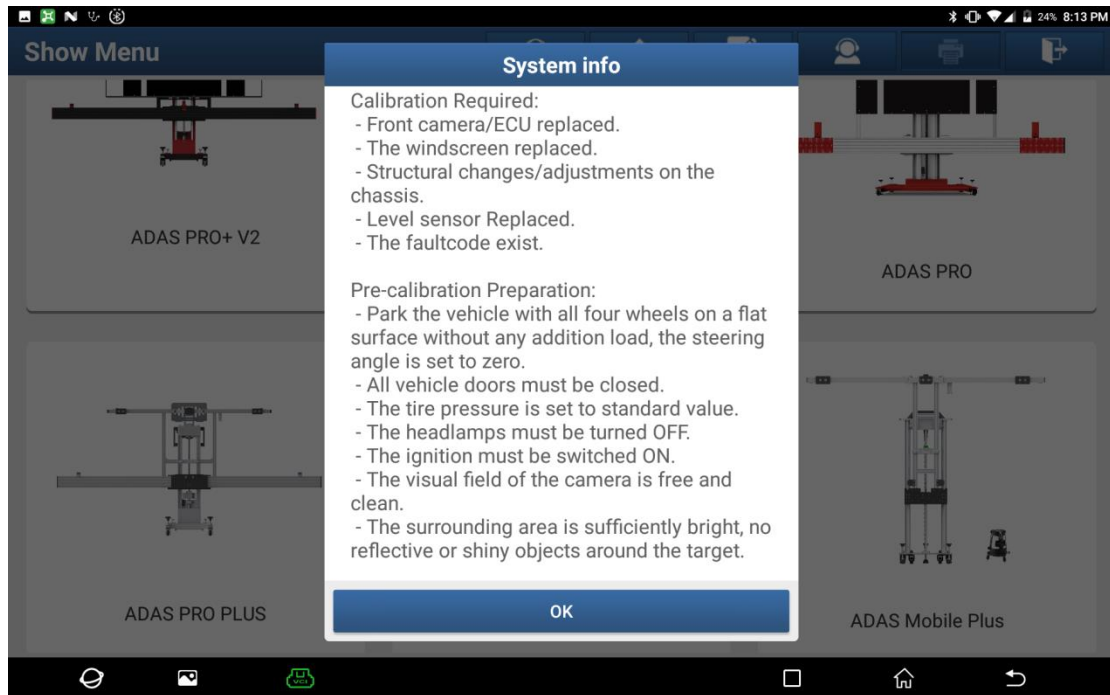 24% 8:13 PM
Show Menu
System info
Calibration Required:
- Front camera/ECU replaced.
- The windscreen replaced.
- Structural changes/adjustments on the
chassis.
- Level sensor Replaced.
- The faultcode exist.
Pre-calibration Preparation:
- Park the vehicle with all four wheels on a flat
surface without any addition load, the steering
angle is set to zero.
- All vehicle doors must be closed.
- The tire pressure is set to standard value.
- The headlamps must be turned OFF.
- The ignition must be switched ON.
- The visual field of the camera is free and
clean.
- The surrounding area is sufficiently bright, no
reflective or shiny objects around the target.
OK
ADAS PRO+ V2
ADAS PRO
ADAS PRO PLUS
ADAS Mobile Plus
VCI